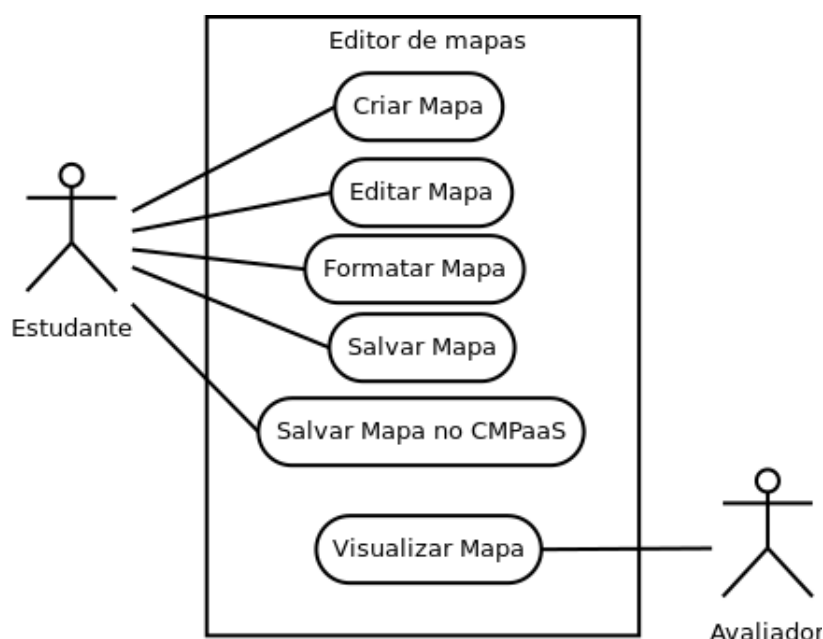 Editor de mapas
Criar Mapa
Editar Mapa
Formatar Mapa
Estudante
Salvar Mapa
Salvar Mapa no CMPaaS
Visualizar Mapa
Avaliador